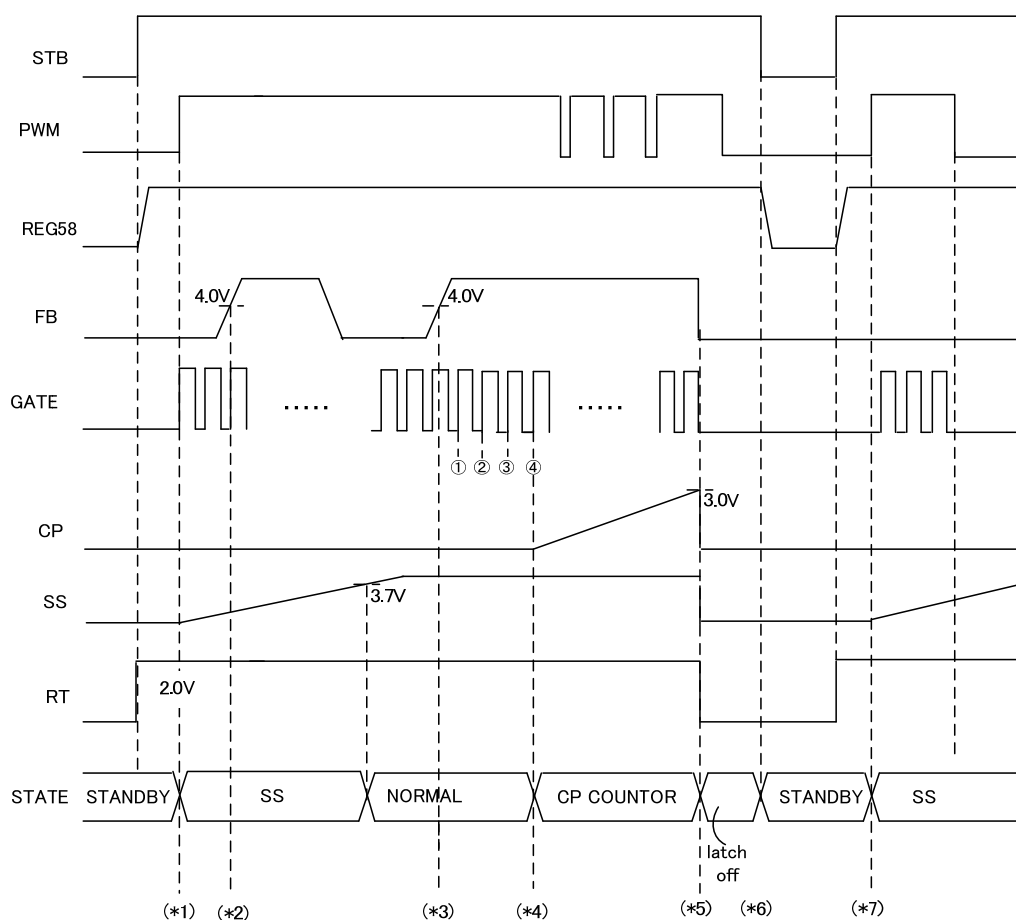 STB
PWM
REG58
4.0V
4.0V
FB
GATE
.....
.....
① ② ③ ④
3.0V
CP
3.7V
SS
2.0V
RT
STATE STANDBY SS NORMAL CP COUNTOR STANDBY SS
latch
off
(*1) (*2) (*3) (*4) (*5) (*6) (*7)